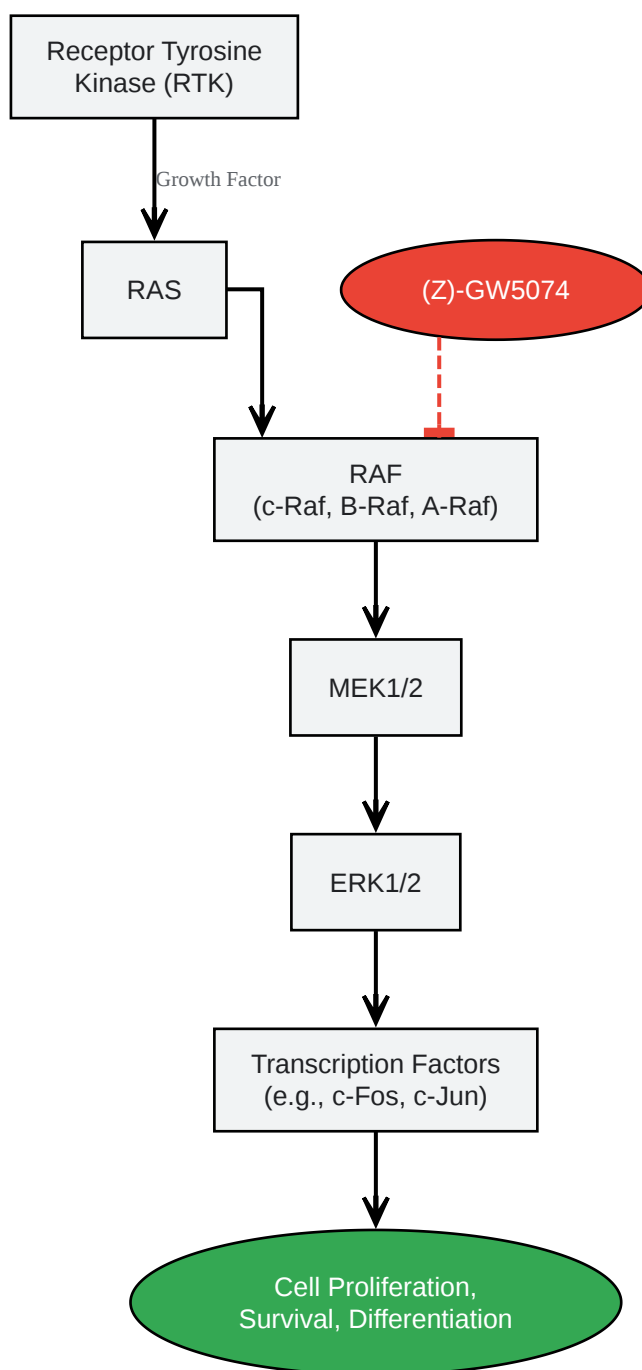 Receptor Tyrosine
Kinase (RTK)
Growth Factor
RAS
(Z)-GW5074
RAF
(c-Raf, B-Raf, A-Raf)
MEK1/2
ERK1/2
Transcription Factors
(e.g., c-Fos, c-Jun)
Cell Proliferation,
Survival, Differentiation